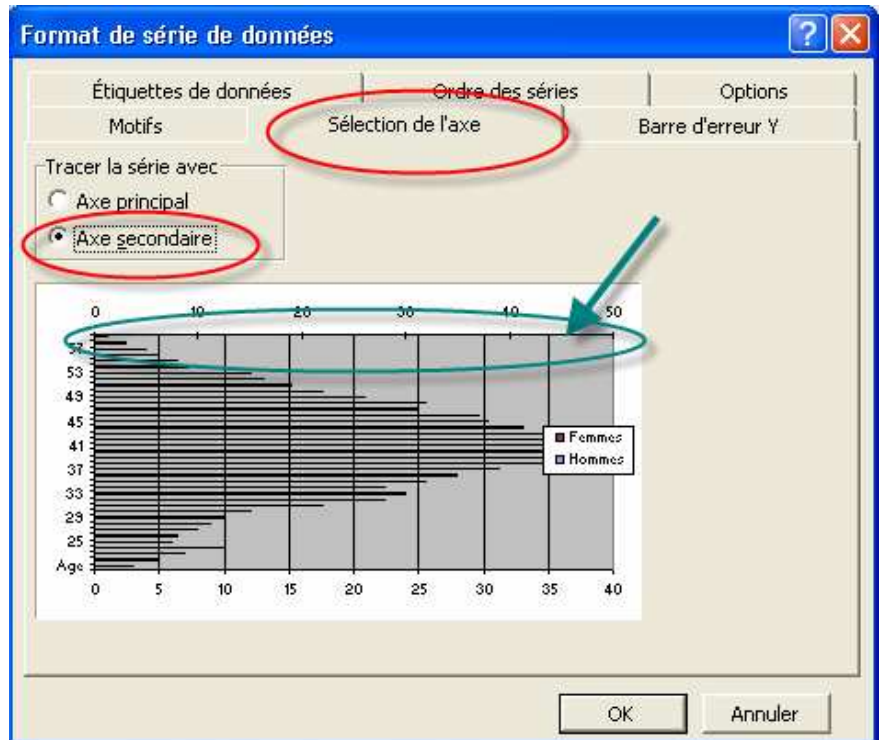 Format de série de données
Étiquettes de données Ordre des séries Options
Motifs Sélection de l'axe Barre d'erreur Y
Tracer la série avec
Axe principal
Axe secondaire
0 10 20 30 40 50
57
53
49
45
41
37
33
29
25
Age
Femmes
Hommes
0 5 10 15 20 25 30 35 40
OK Annuler